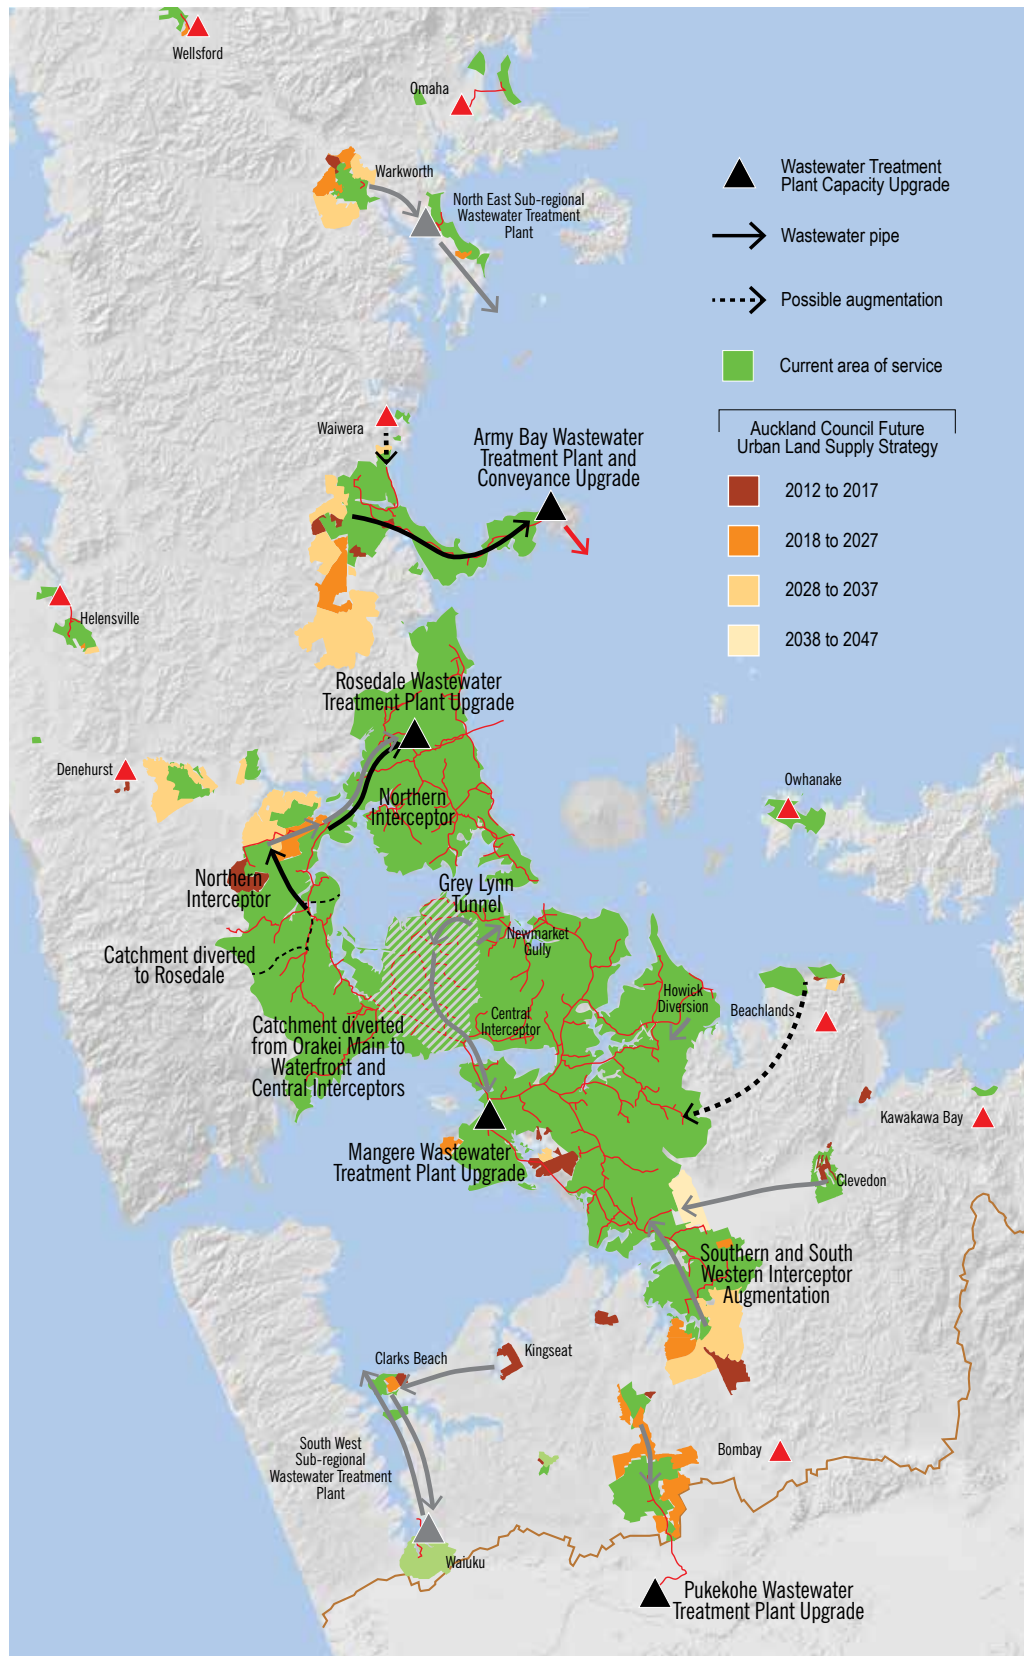 Wellsford
Omaha
Warkworth
North East Sub-regional
Wastewater Treatment
Plant
Wastewater Treatment
Plant Capacity Upgrade
Wastewater pipe
Possible augmentation
Current area of service
Auckland Council Future
Urban Land Supply Strategy
2012 to 2017
2018 to 2027
2028 to 2037
2038 to 2047
Waiwera
Army Bay Wastewater
Treatment Plant and
Conveyance Upgrade
Helensville
Rosedale Wastewater
Treatment Plant Upgrade
Denehurst
Northern
Interceptor
Owhanake
Northern
Interceptor
Grey Lynn
Tunnel
Newmarket
Gully
Catchment diverted
to Rosedale
Howick
Diversion
Beachlands
Central
Interceptor
Catchment diverted
from Orakei Main to
Waterfront and
Central Interceptors
Kawakawa Bay
Mangere Wastewater
Treatment Plant Upgrade
Clevedon
Southern and South
Western Interceptor
Augmentation
Kingseat
Clarks Beach
South West
Sub-regional
Wastewater Treatment
Plant
Bombay
Waiuku
Pukekohe Wastewater
Treatment Plant Upgrade